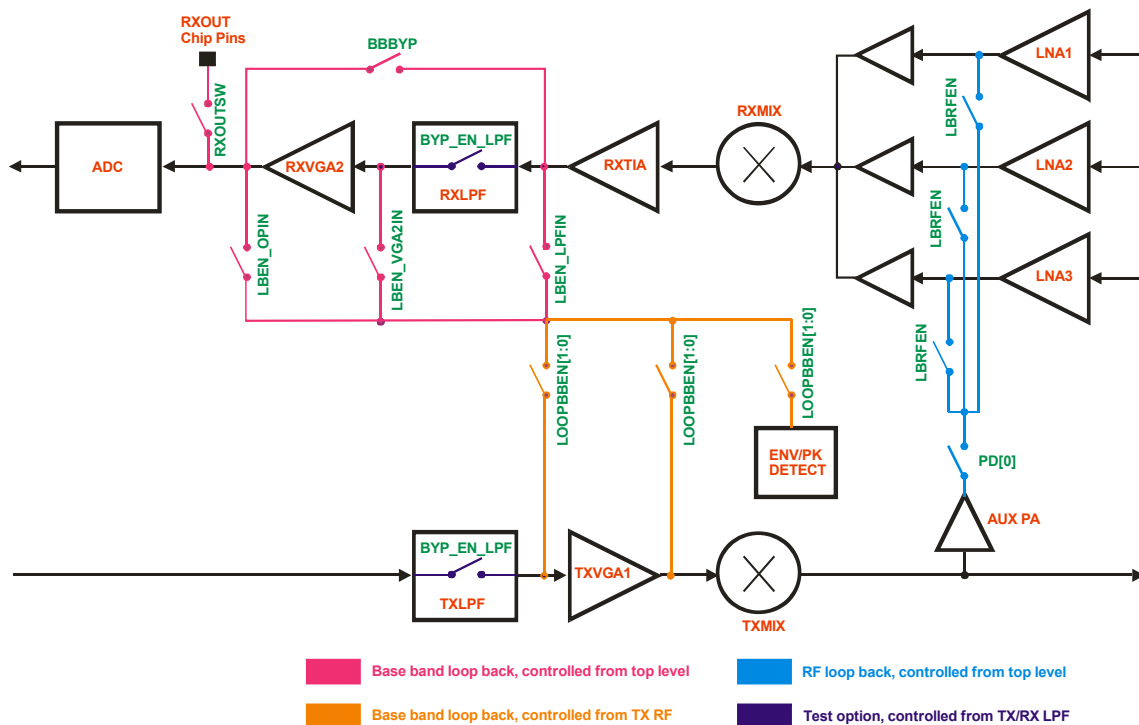 RXOUT
Chip Pins
BBBYP
RXOUTSW
LNA1
LBRFEN
RXMIX
ADC
RXVGA2
BYP_EN_LPF
RXLPF
RXTIA
LNA2
LBEN_OPIN
LBEN_VGA2IN
LBEN_LPFIN
LBRFEN
LNA3
LBRFEN
LOOPBBEN[1:0]
LOOPBBEN[1:0]
LOOPBBEN[1:0]
ENV/PK
DETECT
PD[0]
AUX PA
BYP_EN_LPF
TXLPF
TXVGA1
TXMIX
Base band loop back, controlled from top level
RF loop back, controlled from top level
Base band loop back, controlled from TX RF
Test option, controlled from TX/RX LPF